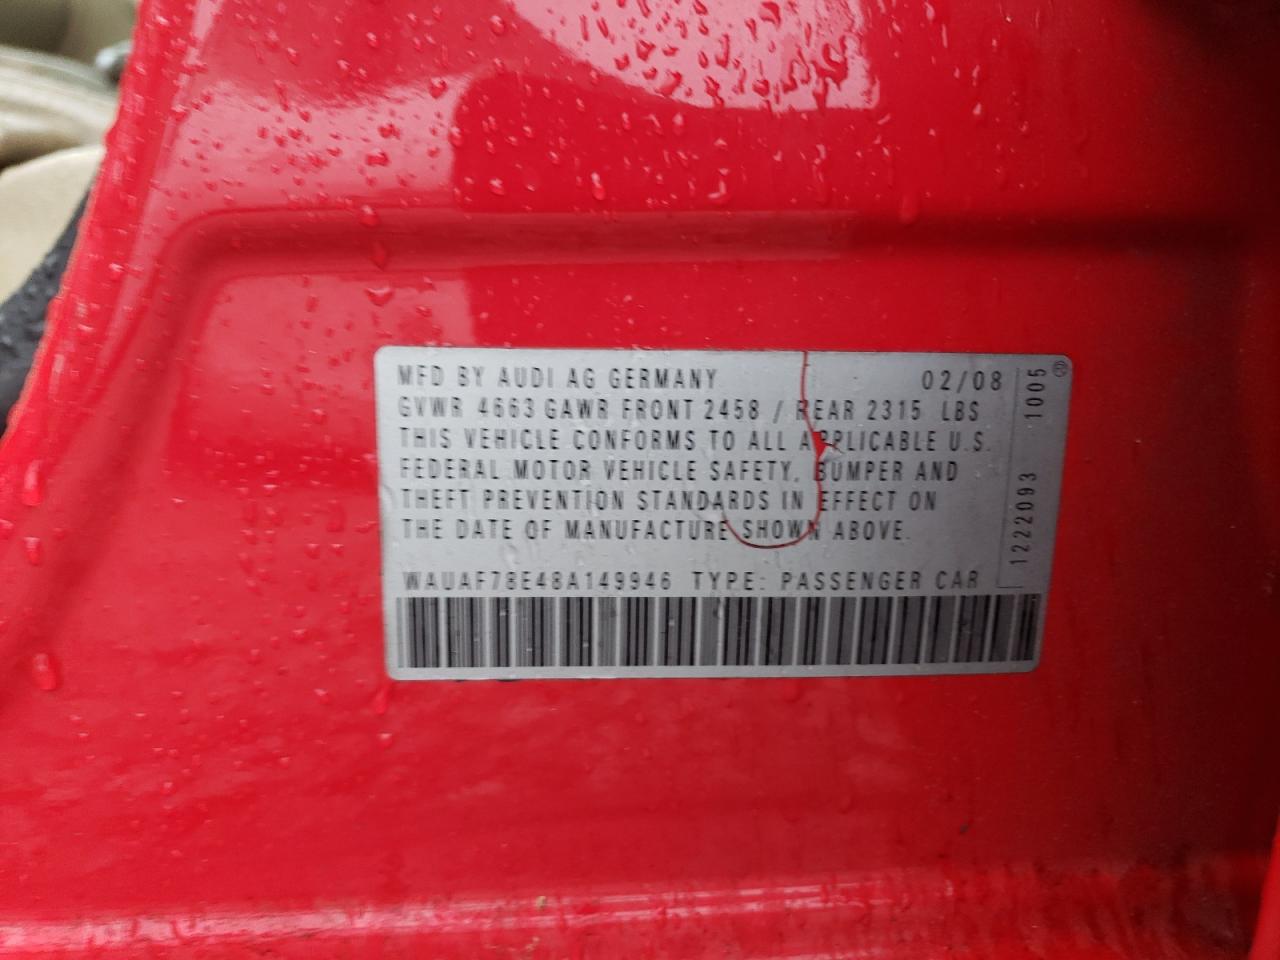 MFD BY AUDI AG GERMANY 02/08
GVWR 4663 GAWR FRONT 2458 / REAR 2315 LBS
THIS VEHICLE CONFORMS TO ALL APPLICABLE U.S.
FEDERAL MOTOR VEHICLE SAFETY, BUMPER AND
THEFT PREVENTION STANDARDS IN EFFECT ON
THE DATE OF MANUFACTURE SHOWN ABOVE.
WAUAF78E48A149946 TYPE: PASSENGER CAR
1222093 1005